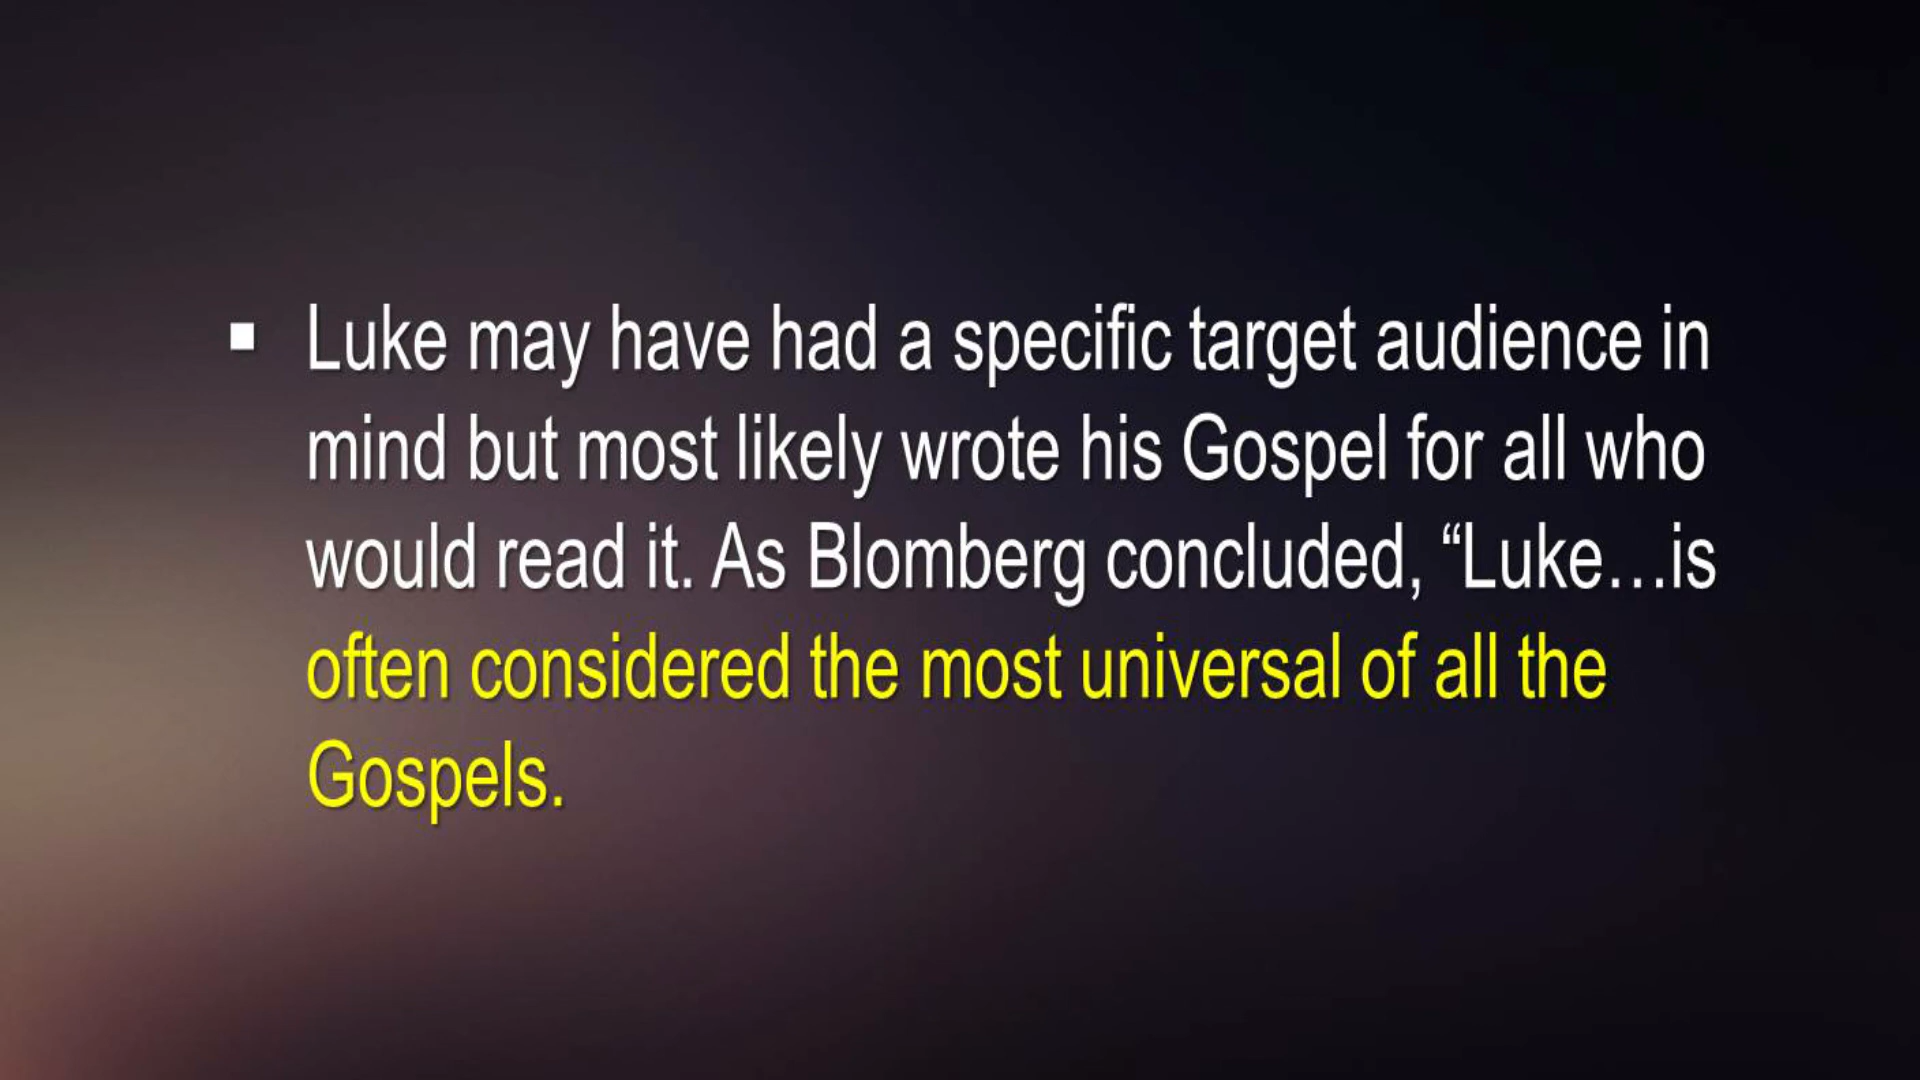 ▪ Luke may have had a specific target audience in
mind but most likely wrote his Gospel for all who
would read it. As Blomberg concluded, “Luke…is
often considered the most universal of all the
Gospels.